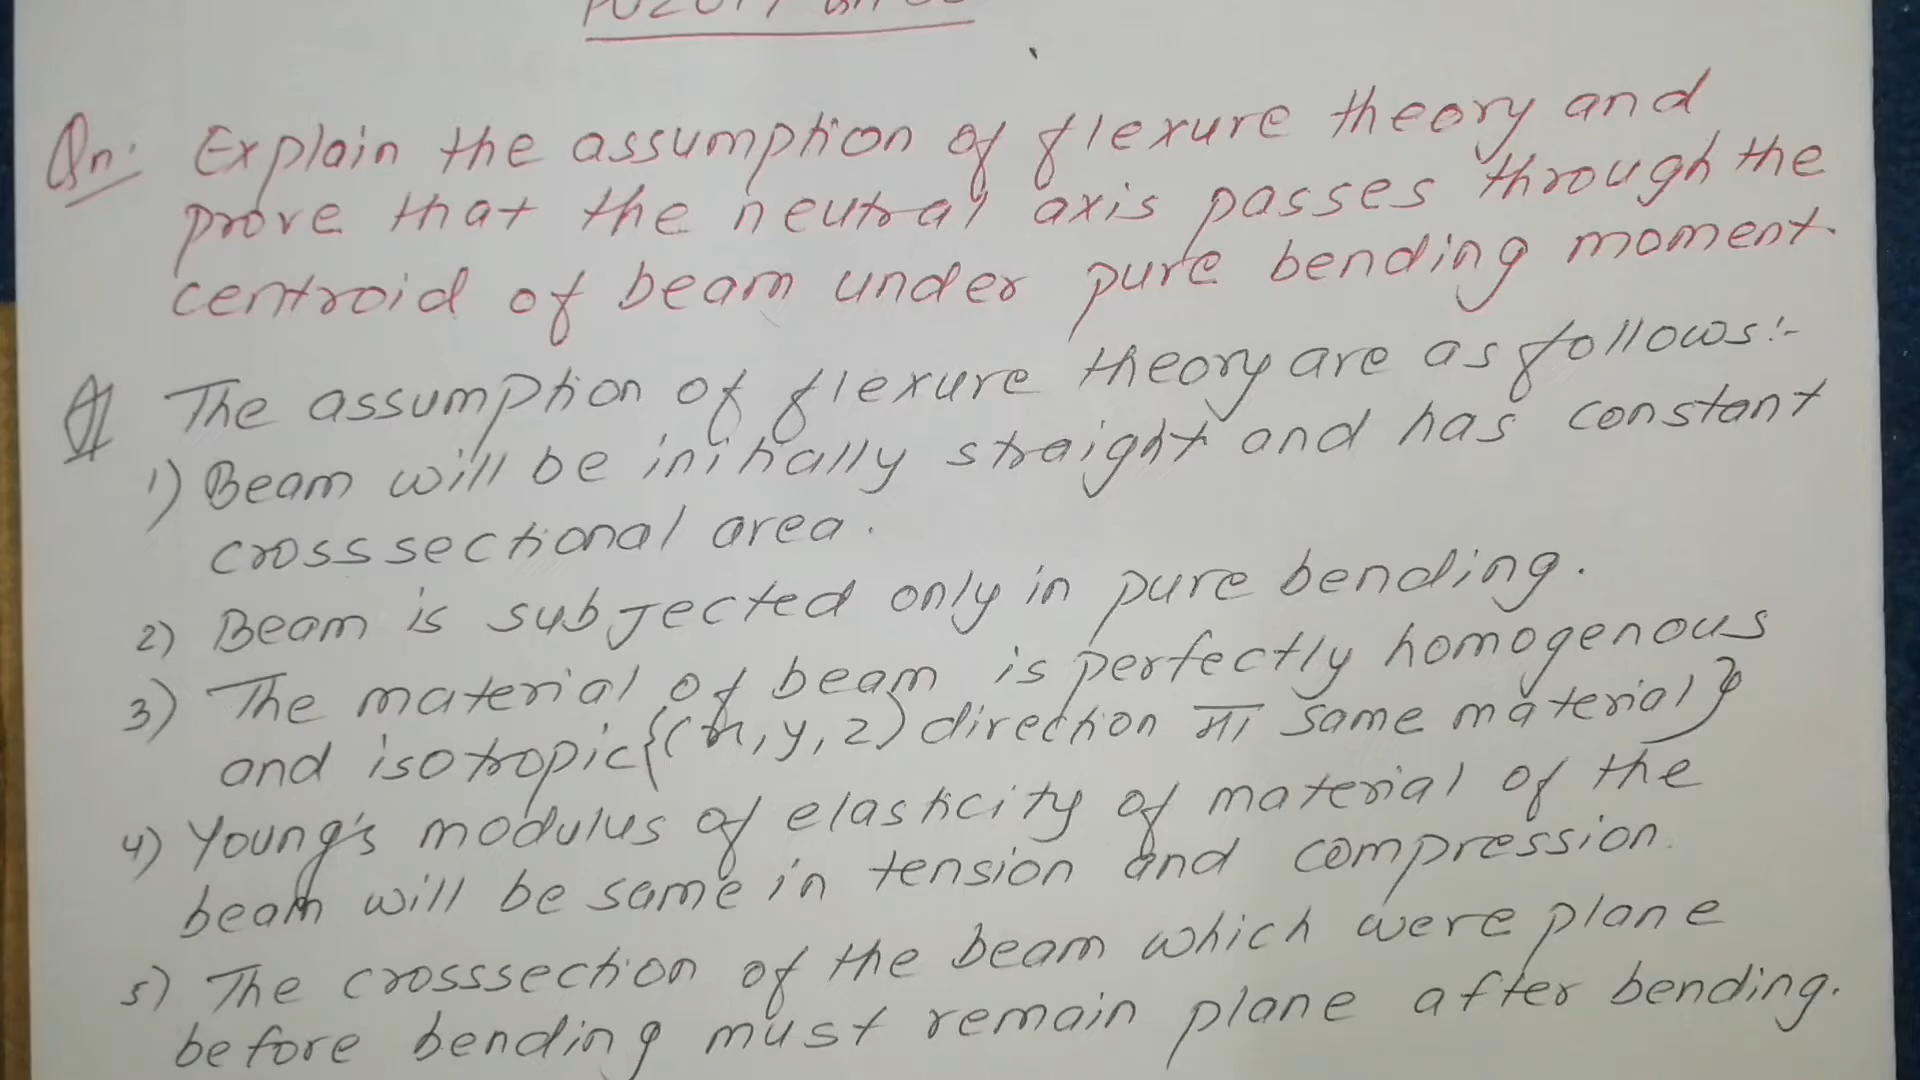 Qn: Explain the assumption of flexure theory and
prove that the neutral axis passes through the
centroid of beam under pure bending moment.
The assumption of flexure theory are as follows:-
1) Beam will be initially straight and has constant
crosssectional area.
2) Beam is subjected only in pure bending.
3) The material of beam is perfectly homogenous
and isotropic{(x,y,z) direction मा same material}
4) Young's modulus of elasticity of material of the
beam will be same in tension and compression.
5) The crosssection of the beam which were plane
before bending must remain plane after bending.